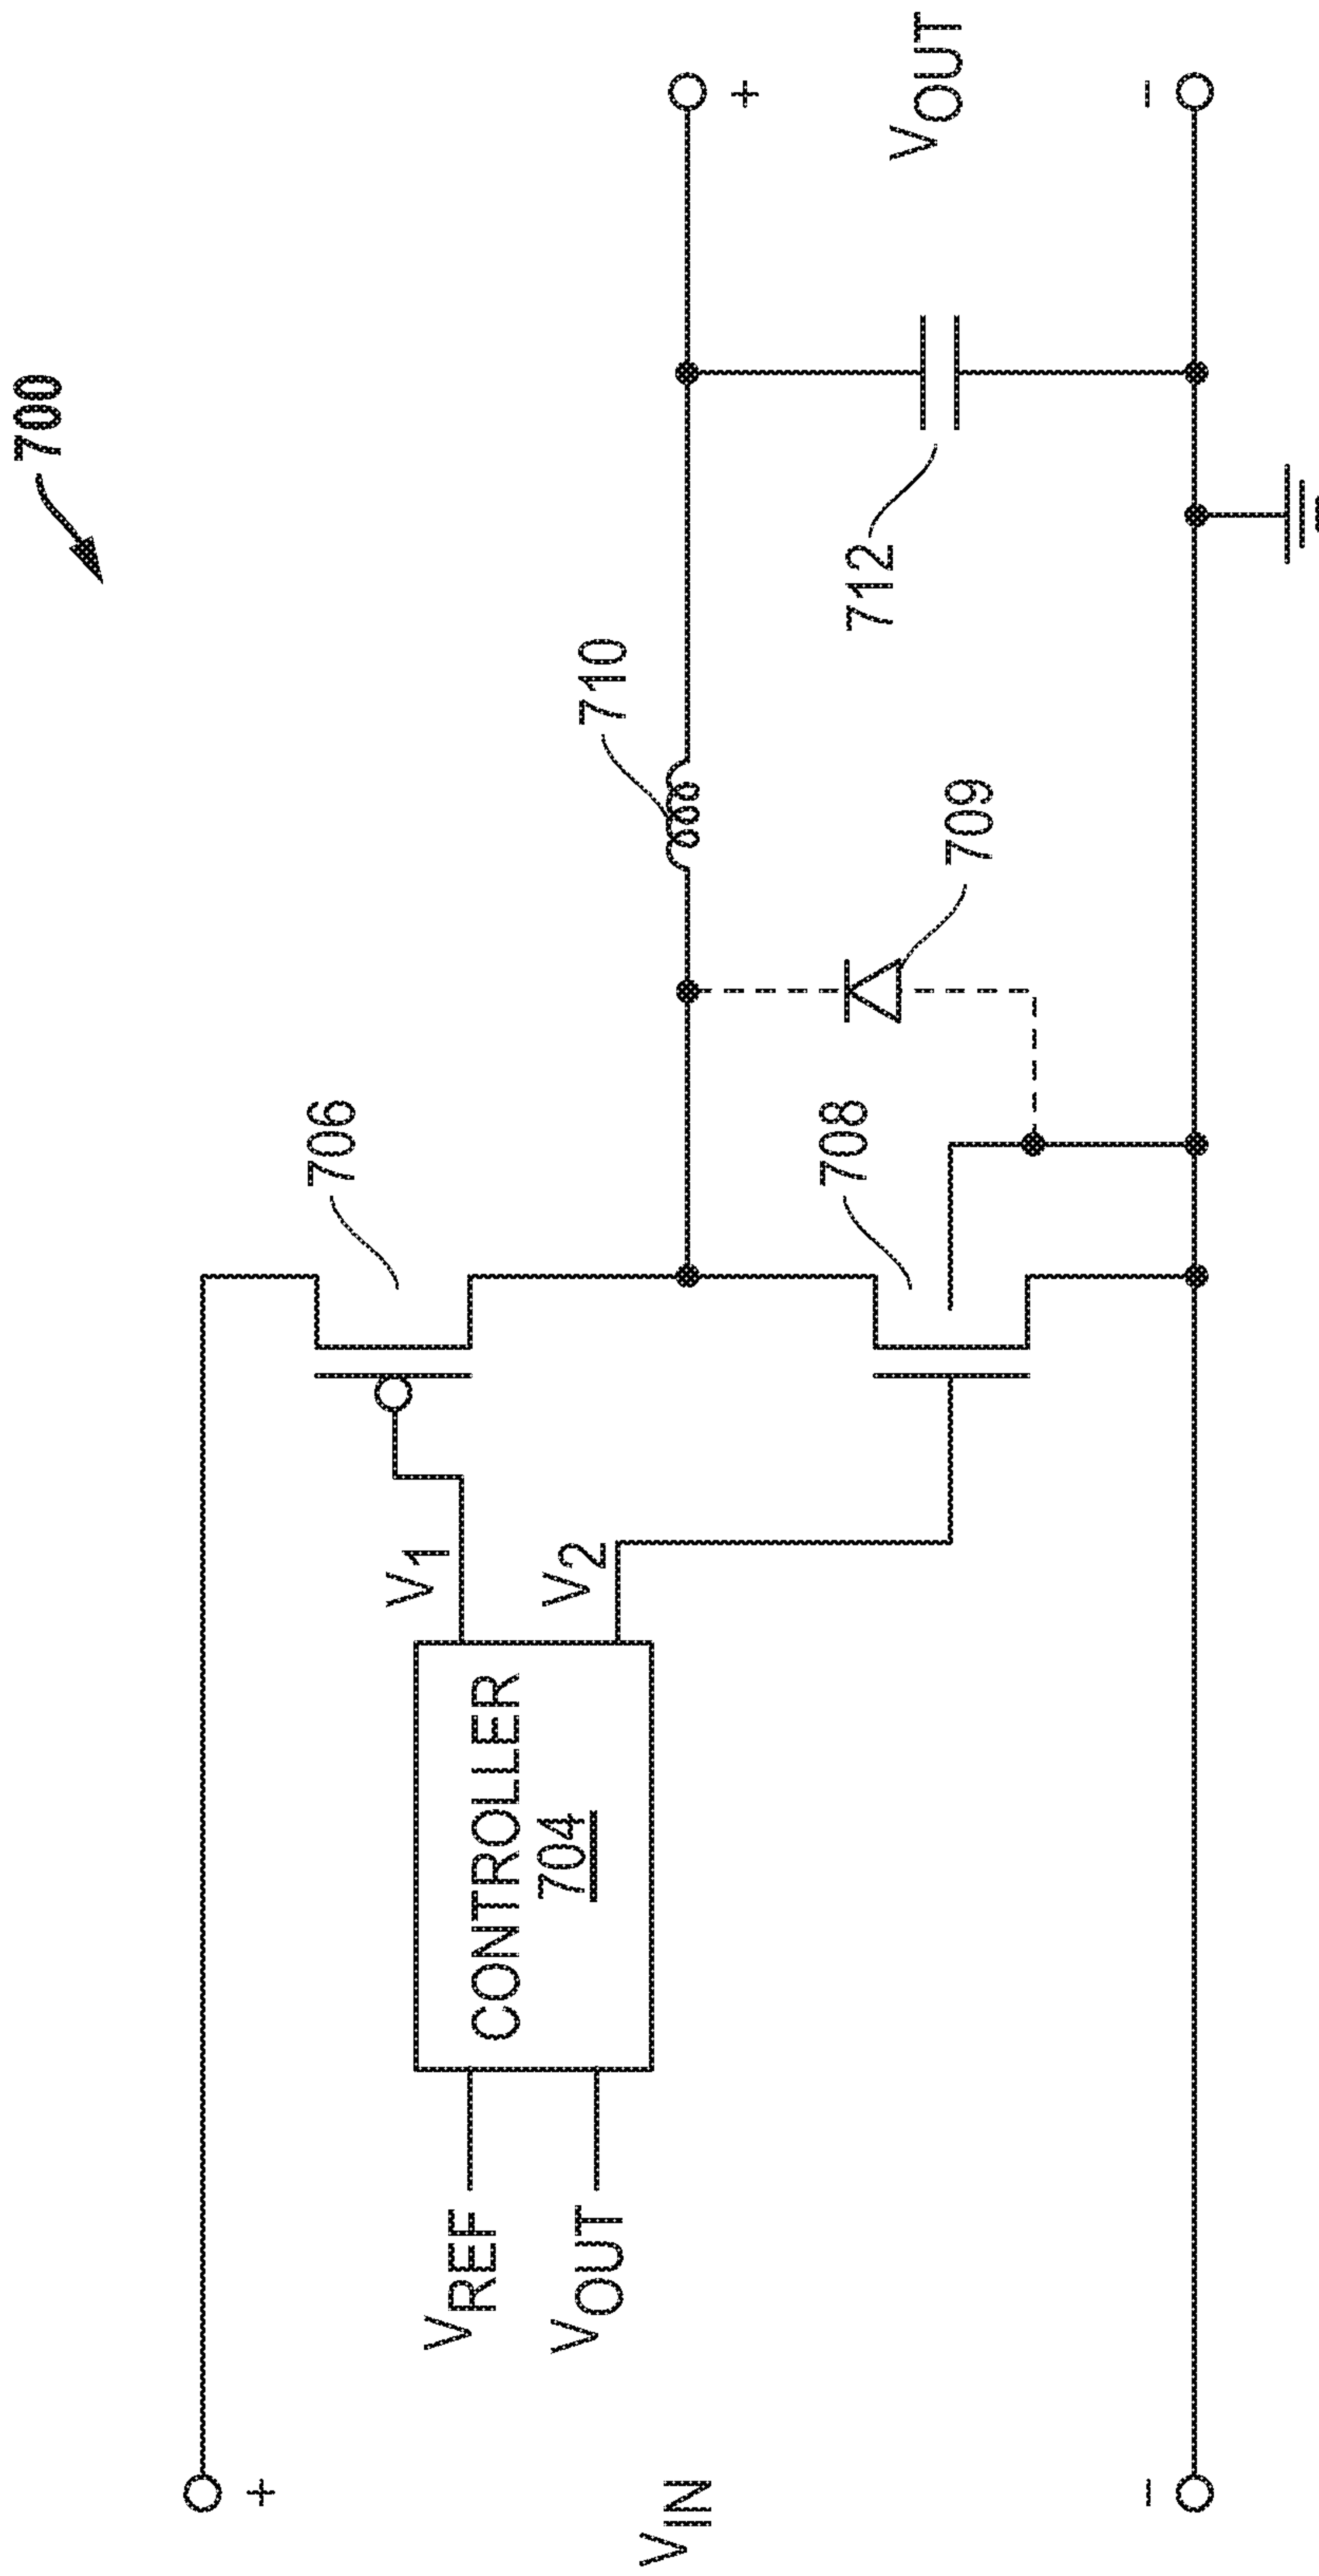 700
706
710
V1
CONTROLLER
704
V2
VREF
VOUT
708
709
712
+
VIN
−
+
VOUT
−